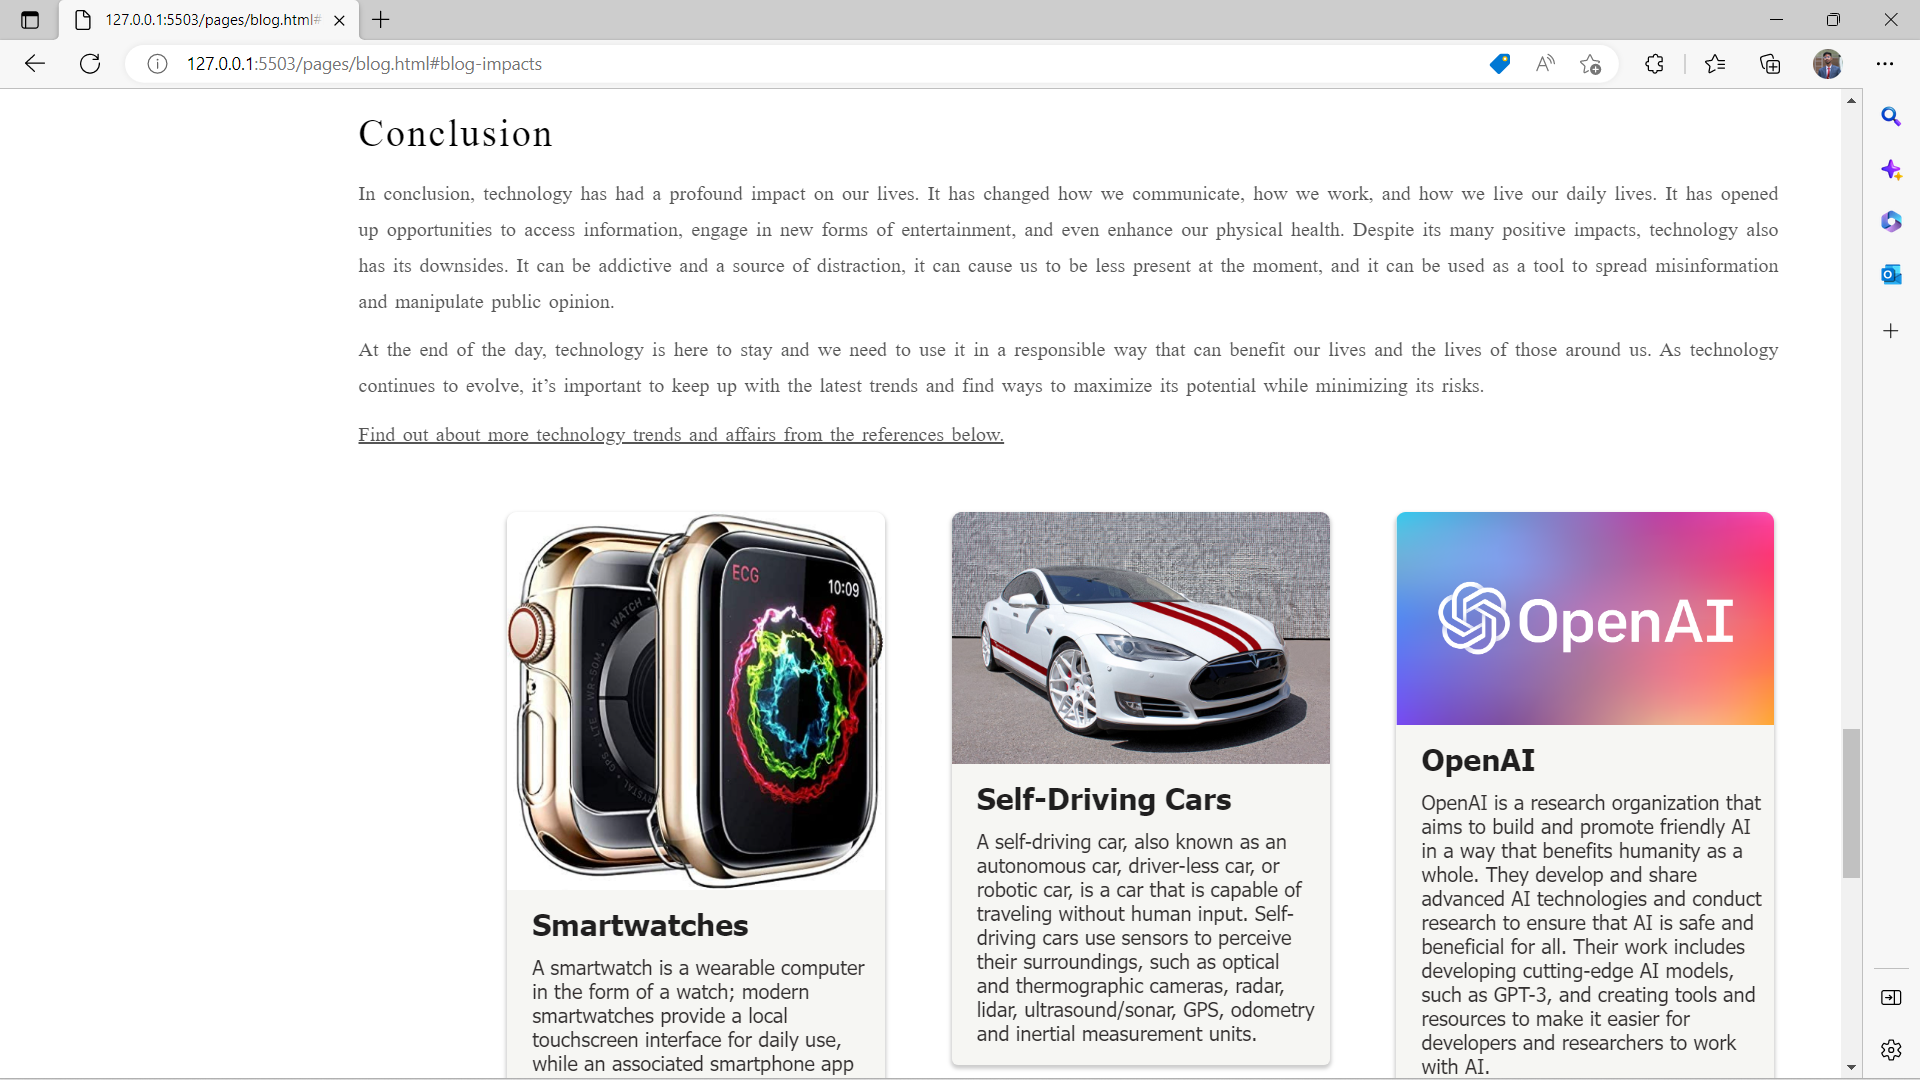 127.0.0.1:5503/pages/blog.html#
127.0.0.1:5503/pages/blog.html#blog-impacts
Conclusion
In conclusion, technology has had a profound impact on our lives. It has changed how we communicate, how we work, and how we live our daily lives. It has opened
up opportunities to access information, engage in new forms of entertainment, and even enhance our physical health. Despite its many positive impacts, technology also
has its downsides. It can be addictive and a source of distraction, it can cause us to be less present at the moment, and it can be used as a tool to spread misinformation
and manipulate public opinion.
At the end of the day, technology is here to stay and we need to use it in a responsible way that can benefit our lives and the lives of those around us. As technology
continues to evolve, it’s important to keep up with the latest trends and find ways to maximize its potential while minimizing its risks.
Find out about more technology trends and affairs from the references below.
ECG
10:09
WATCH
Smartwatches
A smartwatch is a wearable computer
in the form of a watch; modern
smartwatches provide a local
touchscreen interface for daily use,
while an associated smartphone app
Self-Driving Cars
A self-driving car, also known as an
autonomous car, driver-less car, or
robotic car, is a car that is capable of
traveling without human input. Self-
driving cars use sensors to perceive
their surroundings, such as optical
and thermographic cameras, radar,
lidar, ultrasound/sonar, GPS, odometry
and inertial measurement units.
OpenAI
OpenAI
OpenAI is a research organization that
aims to build and promote friendly AI
in a way that benefits humanity as a
whole. They develop and share
advanced AI technologies and conduct
research to ensure that AI is safe and
beneficial for all. Their work includes
developing cutting-edge AI models,
such as GPT-3, and creating tools and
resources to make it easier for
developers and researchers to work
with AI.